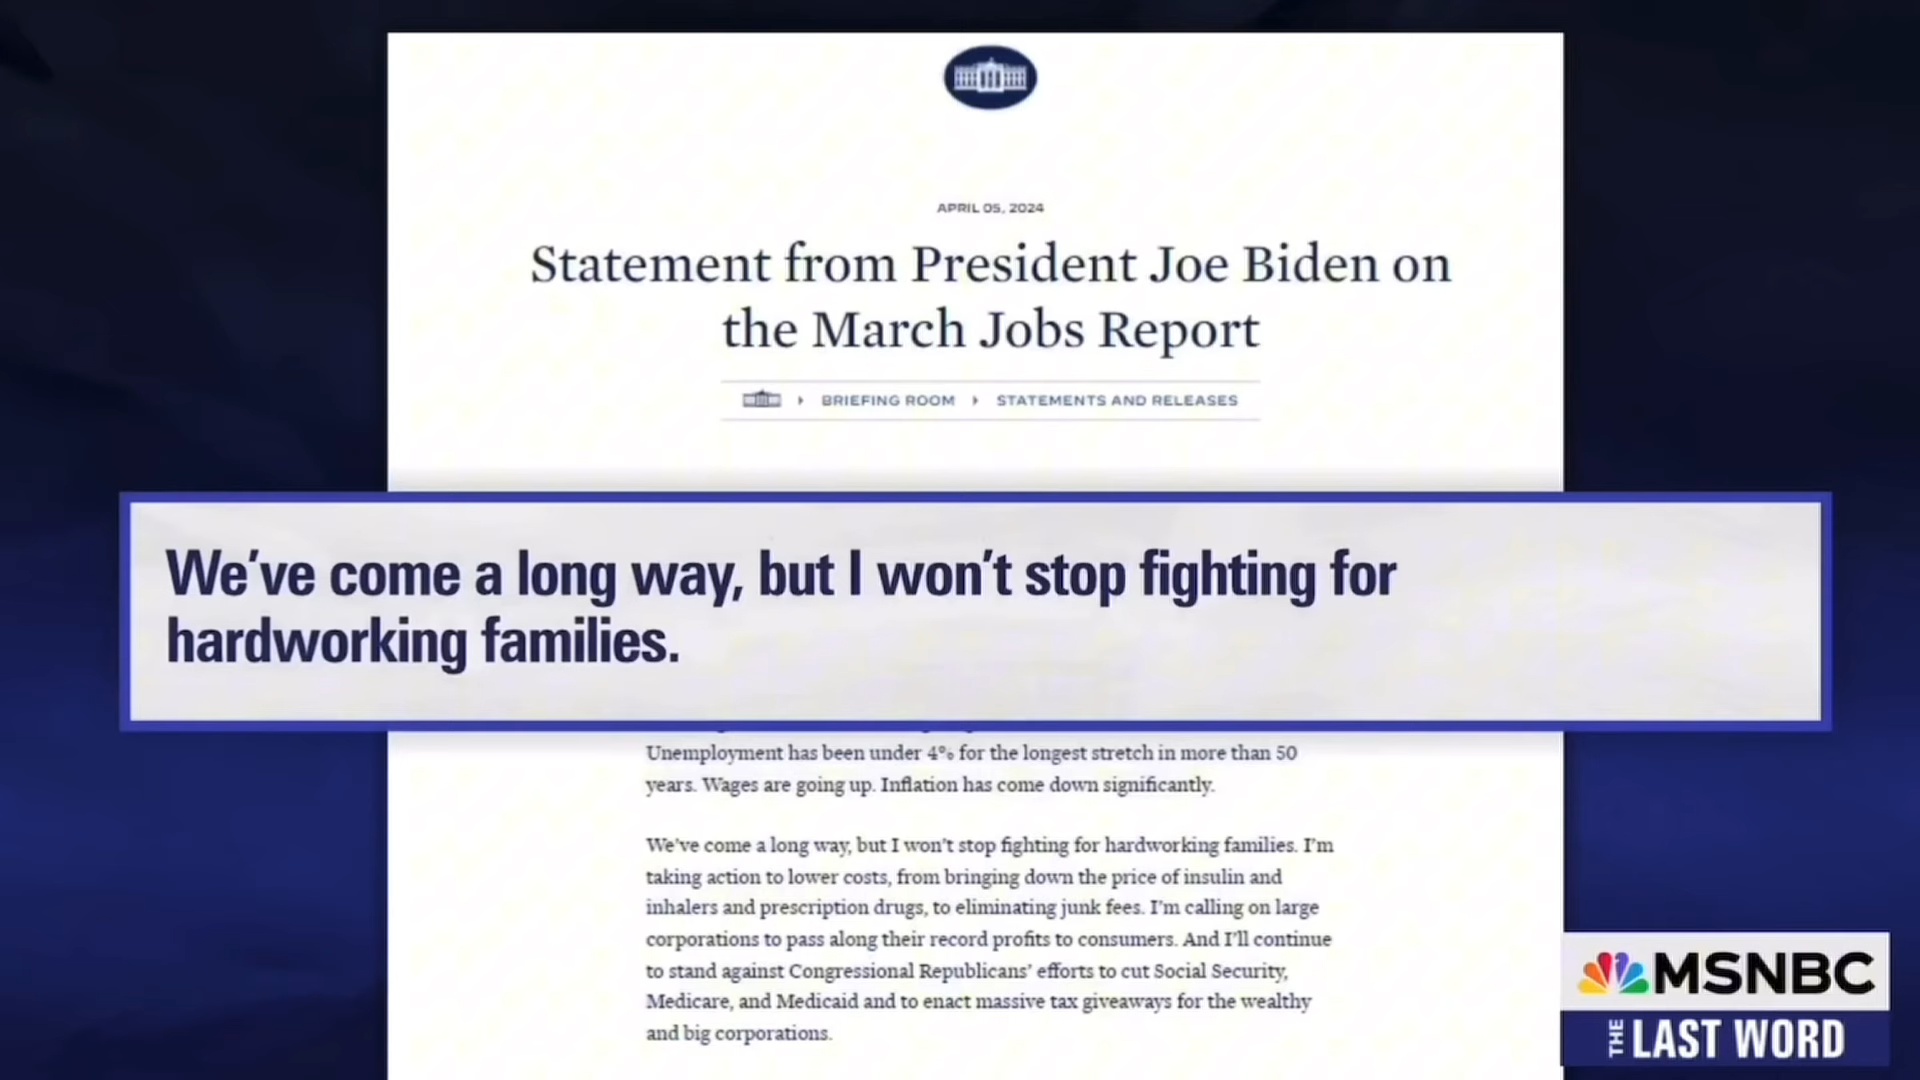 APRIL 05, 2024
Statement from President Joe Biden on
the March Jobs Report
BRIEFING ROOM
STATEMENTS AND RELEASES
We've come a long way, but I won't stop fighting for
hardworking families.
Unemployment has been under 4% for the longest stretch in more than 50
years. Wages are going up. Inflation has come down significantly.
We've come a long way, but I won't stop fighting for hardworking families. I'm
taking action to lower costs, from bringing down the price of insulin and
inhalers and prescription drugs, to eliminating junk fees. I'm calling on large
corporations to pass along their record profits to consumers. And I'll continue
to stand against Congressional Republicans' efforts to cut Social Security,
Medicare, and Medicaid and to enact massive tax giveaways for the wealthy
and big corporations.
MSNBC
THE LAST WORD